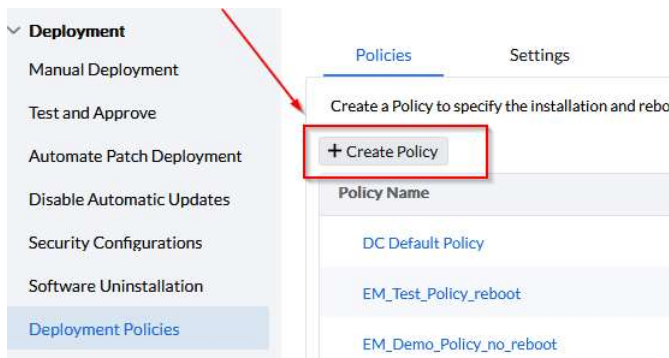 Deployment
Manual Deployment
Test and Approve
Automate Patch Deployment
Disable Automatic Updates
Security Configurations
Software Uninstallation
Deployment Policies
Policies Settings
Create a Policy to specify the installation and rebo
+ Create Policy
Policy Name
DC Default Policy
EM_Test_Policy_reboot
EM_Demo_Policy_no_reboot